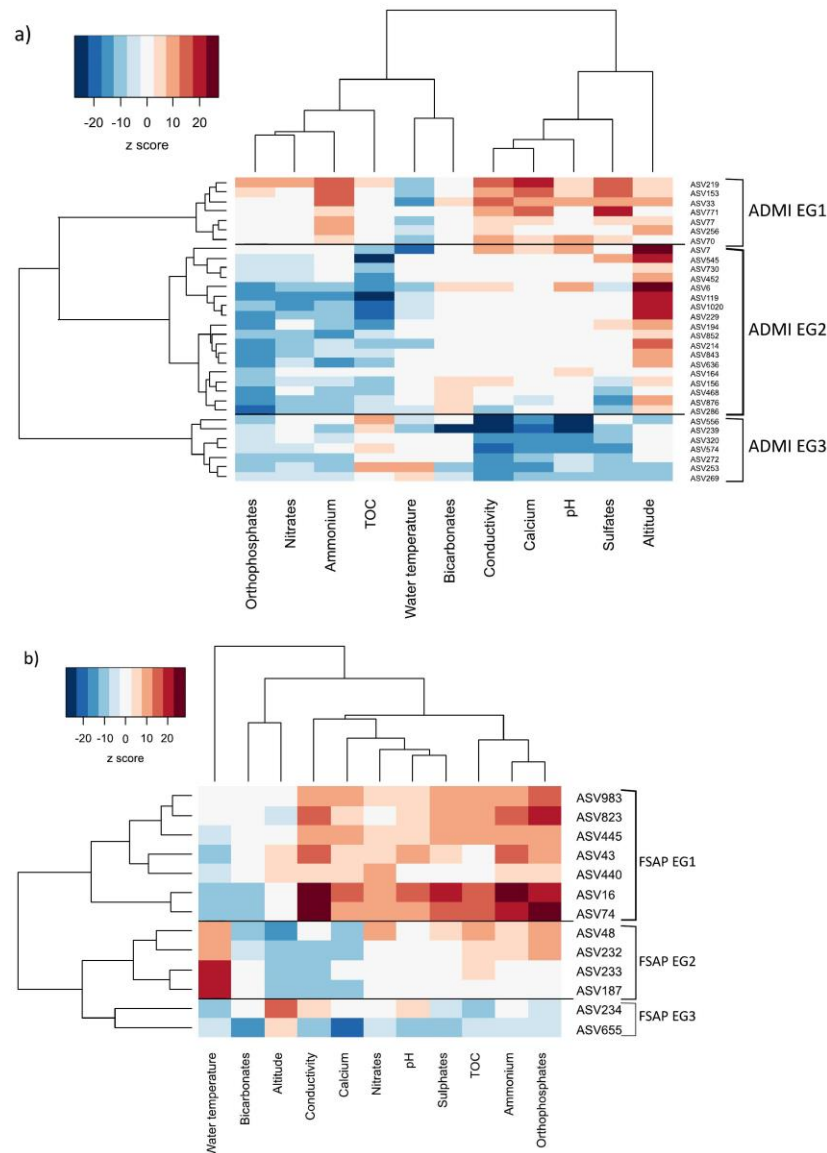 a)
-20 -10 0 10 20
z score
ASV219
ASV153
ASV33
ASV771
ASV77
ASV256
ASV70
ADMI EG1
ASV7
ASV545
ASV730
ASV452
ASV6
ASV119
ASV1020
ASV229
ASV194
ASV852
ASV214
ASV843
ASV636
ASV164
ASV156
ASV468
ASV876
ASV286
ADMI EG2
ASV556
ASV239
ASV320
ASV574
ASV272
ASV253
ASV269
ADMI EG3
Orthophosphates
Nitrates
Ammonium
TOC
Water temperature
Bicarbonates
Conductivity
Calcium
pH
Sulfates
Altitude
b)
-20 -10 0 10 20
z score
ASV983
ASV823
ASV445
ASV43
ASV440
ASV16
ASV74
FSAP EG1
ASV48
ASV232
ASV233
ASV187
FSAP EG2
ASV234
ASV655
FSAP EG3
Water temperature
Bicarbonates
Altitude
Conductivity
Calcium
Nitrates
pH
Sulphates
TOC
Ammonium
Orthophosphates